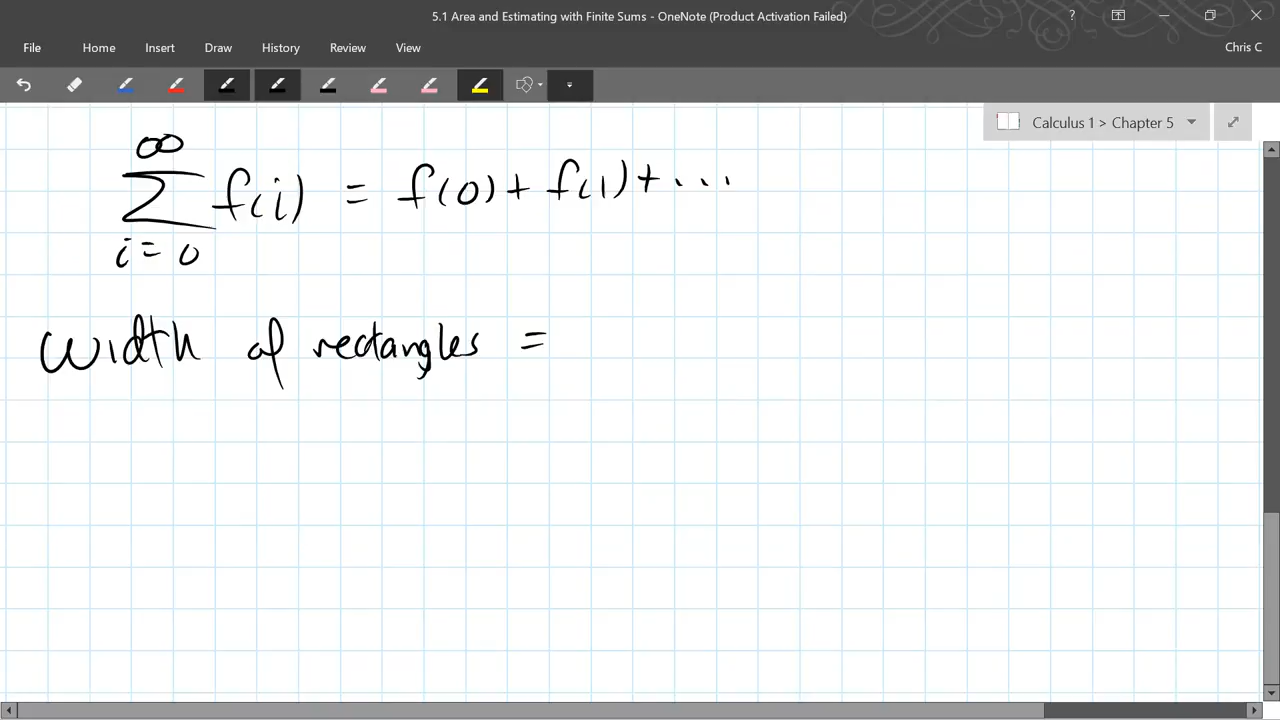 5.1 Area and Estimating with Finite Sums - OneNote (Product Activation Failed)
?
File Home Insert Draw History Review View
Chris C
Calculus 1 > Chapter 5
∞
∑ f(i) = f(0) + f(1) + ...
i = 0
Width of rectangles =